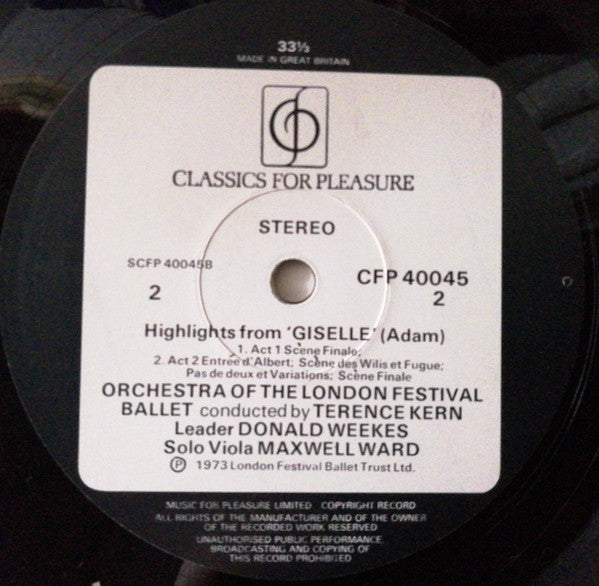 33⅓
MADE IN GREAT BRITAIN
CLASSICS FOR PLEASURE
STEREO
SCFP 40045B
2
CFP 40045
2
Highlights from 'GISELLE' (Adam)
1. Act 1 Scène Finale;
2. Act 2 Entrée d'Albert; Scène des Wilis et Fugue;
Pas de deux et Variations; Scène Finale
ORCHESTRA OF THE LONDON FESTIVAL
BALLET conducted by TERENCE KERN
Leader DONALD WEEKES
Solo Viola MAXWELL WARD
℗ 1973 London Festival Ballet Trust Ltd.
MUSIC FOR PLEASURE LIMITED COPYRIGHT RECORD
ALL RIGHTS OF THE MANUFACTURER AND OF THE OWNER
OF THE RECORDED WORK RESERVED
UNAUTHORISED PUBLIC PERFORMANCE
BROADCASTING AND COPYING OF
THIS RECORD PROHIBITED